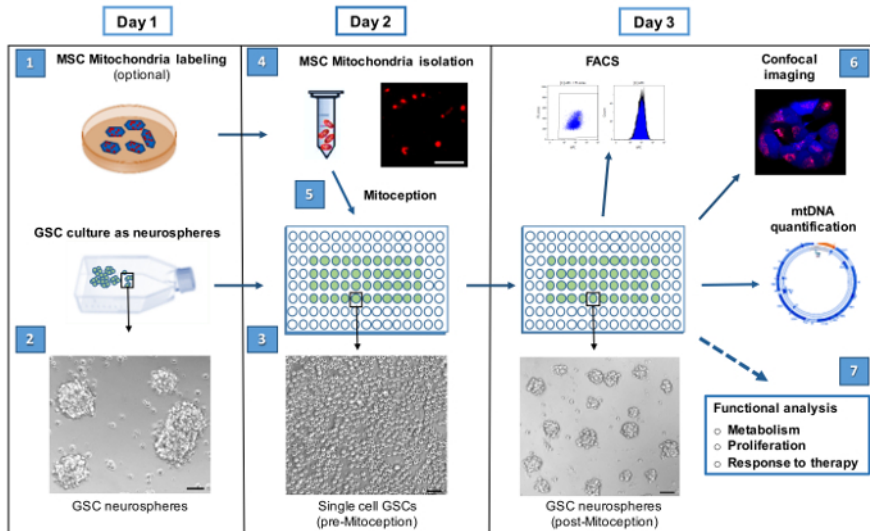 Day 1
Day 2
Day 3
1
MSC Mitochondria labeling
(optional)
GSC culture as neurospheres
2
GSC neurospheres
4
MSC Mitochondria isolation
5
Mitoception
3
Single cell GSCs
(pre-Mitoception)
FACS
GSC neurospheres
(post-Mitoception)
Confocal
imaging
6
mtDNA
quantification
7
Functional analysis
○ Metabolism
○ Proliferation
○ Response to therapy